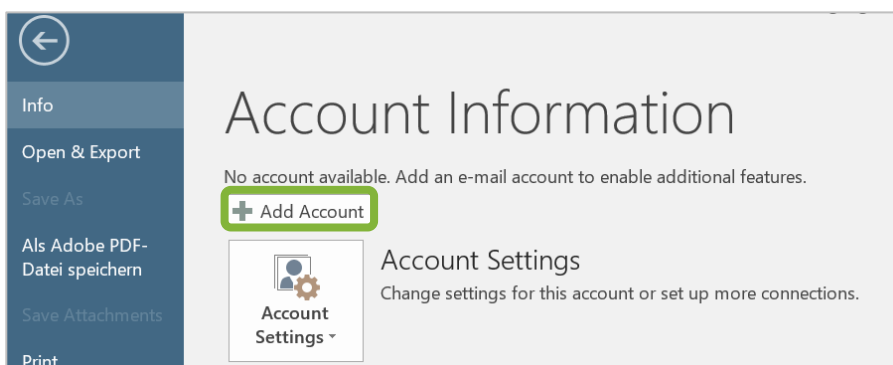 Info
Open & Export
Save As
Als Adobe PDF-
Datei speichern
Save Attachments
Print
Account Information
No account available. Add an e-mail account to enable additional features.
Add Account
Account
Settings
Account Settings
Change settings for this account or set up more connections.